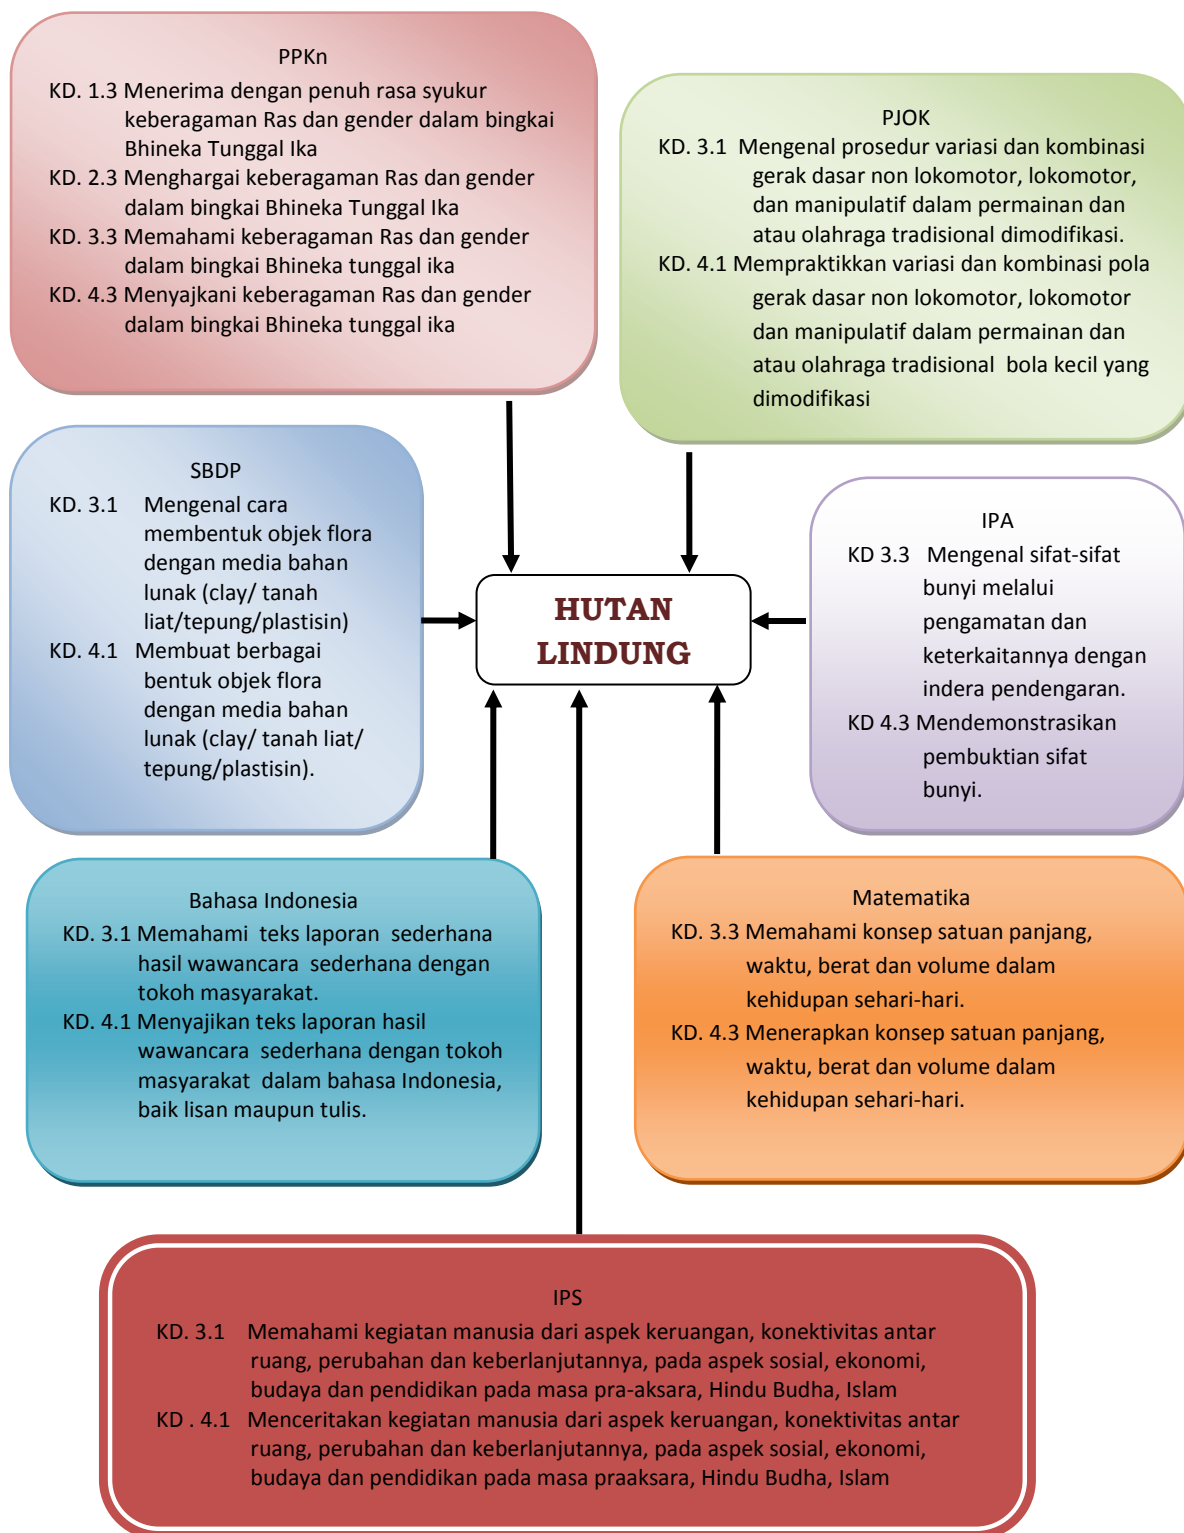 PPKn
KD. 1.3 Menerima dengan penuh rasa syukur
keberagaman Ras dan gender dalam bingkai
Bhineka Tunggal Ika
KD. 2.3 Menghargai keberagaman Ras dan gender
dalam bingkai Bhineka Tunggal Ika
KD. 3.3 Memahami keberagaman Ras dan gender
dalam bingkai Bhineka tunggal ika
KD. 4.3 Menyajkani keberagaman Ras dan gender
dalam bingkai Bhineka tunggal ika
PJOK
KD. 3.1 Mengenal prosedur variasi dan kombinasi
gerak dasar non lokomotor, lokomotor,
dan manipulatif dalam permainan dan
atau olahraga tradisional dimodifikasi.
KD. 4.1 Mempraktikkan variasi dan kombinasi pola
gerak dasar non lokomotor, lokomotor
dan manipulatif dalam permainan dan
atau olahraga tradisional bola kecil yang
dimodifikasi
SBDP
KD. 3.1 Mengenal cara
membentuk objek flora
dengan media bahan
lunak (clay/ tanah
liat/tepung/plastisin)
KD. 4.1 Membuat berbagai
bentuk objek flora
dengan media bahan
lunak (clay/ tanah liat/
tepung/plastisin).
HUTAN
LINDUNG
IPA
KD 3.3 Mengenal sifat-sifat
bunyi melalui
pengamatan dan
keterkaitannya dengan
indera pendengaran.
KD 4.3 Mendemonstrasikan
pembuktian sifat
bunyi.
Bahasa Indonesia
KD. 3.1 Memahami teks laporan sederhana
hasil wawancara sederhana dengan
tokoh masyarakat.
KD. 4.1 Menyajikan teks laporan hasil
wawancara sederhana dengan tokoh
masyarakat dalam bahasa Indonesia,
baik lisan maupun tulis.
Matematika
KD. 3.3 Memahami konsep satuan panjang,
waktu, berat dan volume dalam
kehidupan sehari-hari.
KD. 4.3 Menerapkan konsep satuan panjang,
waktu, berat dan volume dalam
kehidupan sehari-hari.
IPS
KD. 3.1 Memahami kegiatan manusia dari aspek keruangan, konektivitas antar
ruang, perubahan dan keberlanjutannya, pada aspek sosial, ekonomi,
budaya dan pendidikan pada masa pra-aksara, Hindu Budha, Islam
KD . 4.1 Menceritakan kegiatan manusia dari aspek keruangan, konektivitas antar
ruang, perubahan dan keberlanjutannya, pada aspek sosial, ekonomi,
budaya dan pendidikan pada masa praaksara, Hindu Budha, Islam